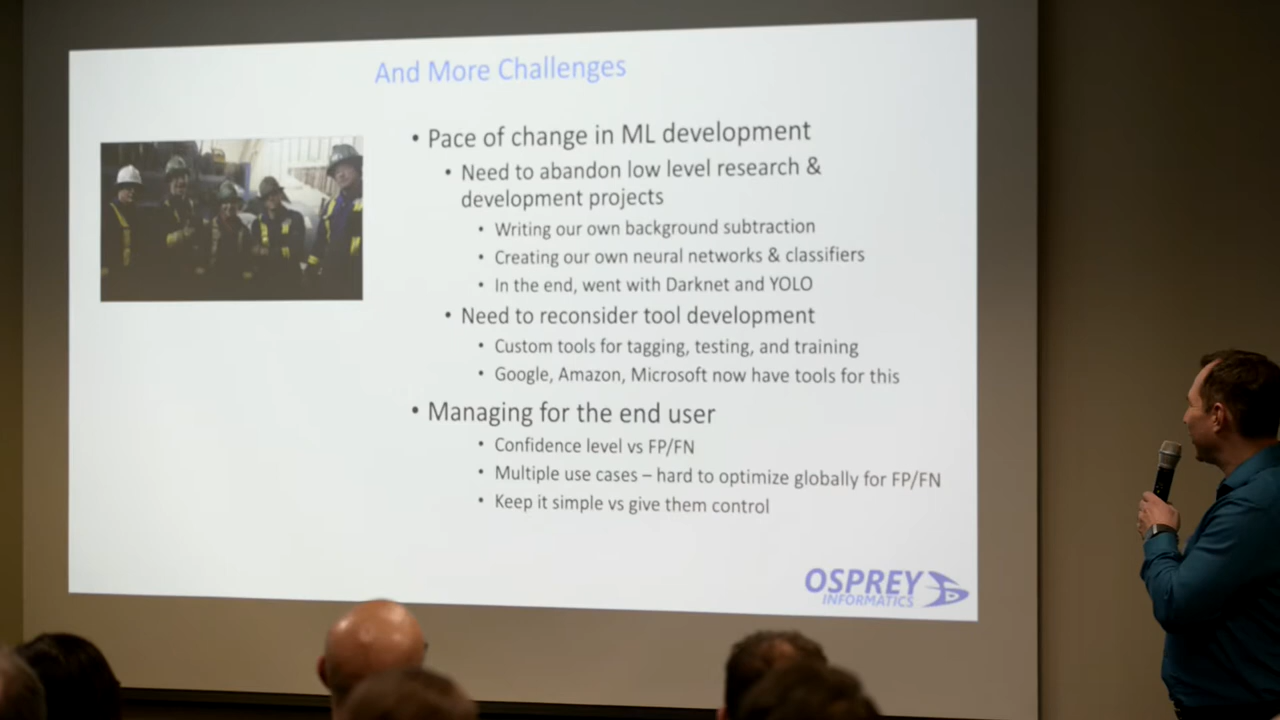 And More Challenges
• Pace of change in ML development
• Need to abandon low level research &
development projects
• Writing our own background subtraction
• Creating our own neural networks & classifiers
• In the end, went with Darknet and YOLO
• Need to reconsider tool development
• Custom tools for tagging, testing, and training
• Google, Amazon, Microsoft now have tools for this
• Managing for the end user
• Confidence level vs FP/FN
• Multiple use cases – hard to optimize globally for FP/FN
• Keep it simple vs give them control
OSPREY
INFORMATICS